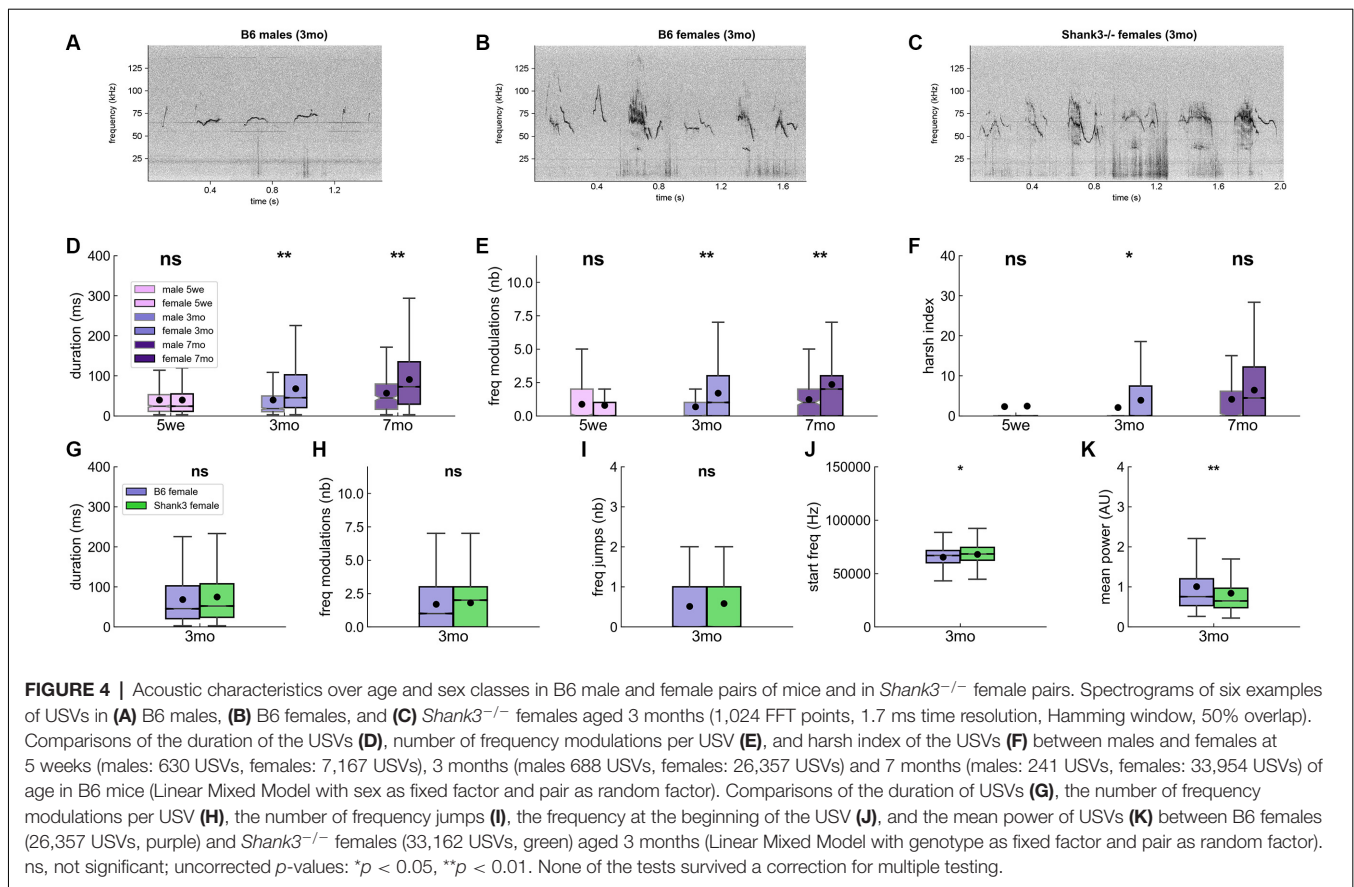 A
B6 males (3mo)
frequency (kHz)
125
100
75
50
25
0.4
0.8
1.2
time (s)
B
B6 females (3mo)
frequency (kHz)
125
100
75
50
25
0.4
0.8
1.2
1.6
time (s)
C
Shank3-/- females (3mo)
frequency (kHz)
125
100
75
50
25
0.4
0.8
1.2
1.6
2.0
time (s)
D
duration (ms)
400
300
200
100
0
ns
**
**
male 5we
female 5we
male 3mo
female 3mo
male 7mo
female 7mo
5we
3mo
7mo
E
freq modulations (nb)
10.0
7.5
5.0
2.5
0.0
ns
**
**
5we
3mo
7mo
F
harsh index
40
30
20
10
0
ns
*
ns
5we
3mo
7mo
G
duration (ms)
400
300
200
100
0
ns
B6 female
Shank3 female
3mo
H
freq modulations (nb)
10.0
7.5
5.0
2.5
0.0
ns
3mo
I
freq jumps (nb)
4
3
2
1
0
ns
3mo
J
start freq (Hz)
150000
100000
50000
0
*
3mo
K
mean power (AU)
4
3
2
1
0
**
3mo
FIGURE 4 | Acoustic characteristics over age and sex classes in B6 male and female pairs of mice and in Shank3−/− female pairs. Spectrograms of six examples
of USVs in (A) B6 males, (B) B6 females, and (C) Shank3−/− females aged 3 months (1,024 FFT points, 1.7 ms time resolution, Hamming window, 50% overlap).
Comparisons of the duration of the USVs (D), number of frequency modulations per USV (E), and harsh index of the USVs (F) between males and females at
5 weeks (males: 630 USVs, females: 7,167 USVs), 3 months (males 688 USVs, females: 26,357 USVs) and 7 months (males: 241 USVs, females: 33,954 USVs) of
age in B6 mice (Linear Mixed Model with sex as fixed factor and pair as random factor). Comparisons of the duration of USVs (G), the number of frequency
modulations per USV (H), the number of frequency jumps (I), the frequency at the beginning of the USV (J), and the mean power of USVs (K) between B6 females
(26,357 USVs, purple) and Shank3−/− females (33,162 USVs, green) aged 3 months (Linear Mixed Model with genotype as fixed factor and pair as random factor).
ns, not significant; uncorrected p-values: *p < 0.05, **p < 0.01. None of the tests survived a correction for multiple testing.